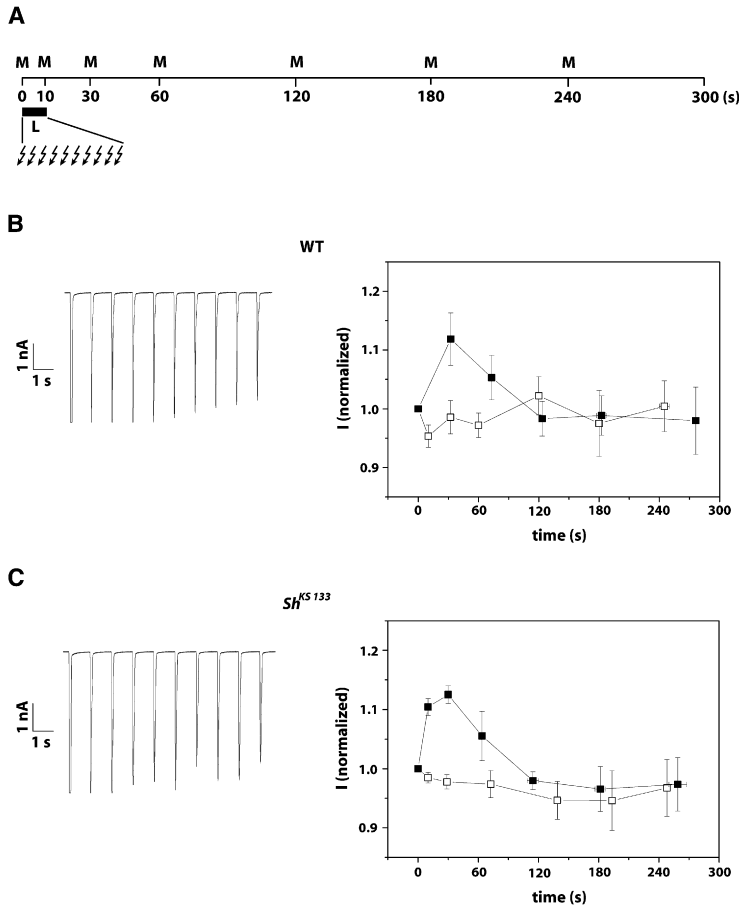 A
M M M M M M M
0 10 30 60 120 180 240 300 (s)
L
B
WT
1 nA
1 s
I (normalized)
1.2
1.1
1.0
0.9
0 60 120 180 240 300
time (s)
C
Sh^KS 133
1 nA
1 s
I (normalized)
1.2
1.1
1.0
0.9
0 60 120 180 240 300
time (s)